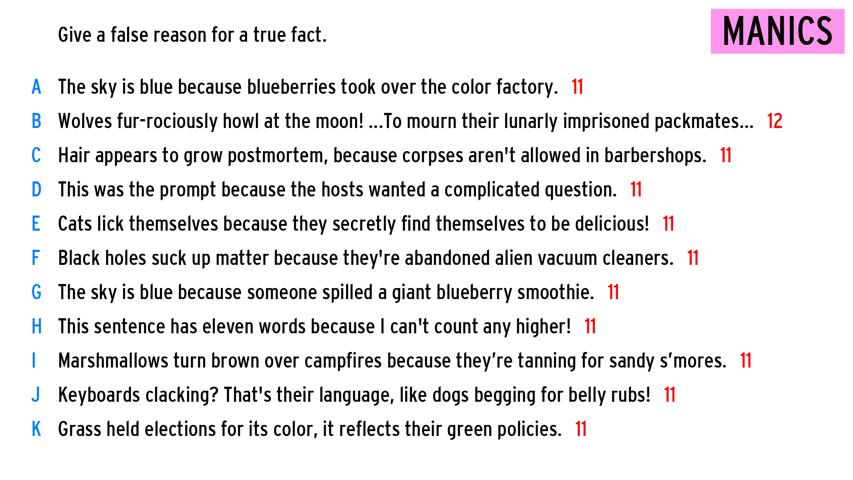 Give a false reason for a true fact.
MANICS
A The sky is blue because blueberries took over the color factory. 11
B Wolves fur-rociously howl at the moon! ...To mourn their lunarly imprisoned packmates... 12
C Hair appears to grow postmortem, because corpses aren't allowed in barbershops. 11
D This was the prompt because the hosts wanted a complicated question. 11
E Cats lick themselves because they secretly find themselves to be delicious! 11
F Black holes suck up matter because they're abandoned alien vacuum cleaners. 11
G The sky is blue because someone spilled a giant blueberry smoothie. 11
H This sentence has eleven words because I can't count any higher! 11
I Marshmallows turn brown over campfires because they’re tanning for sandy s’mores. 11
J Keyboards clacking? That's their language, like dogs begging for belly rubs! 11
K Grass held elections for its color, it reflects their green policies. 11